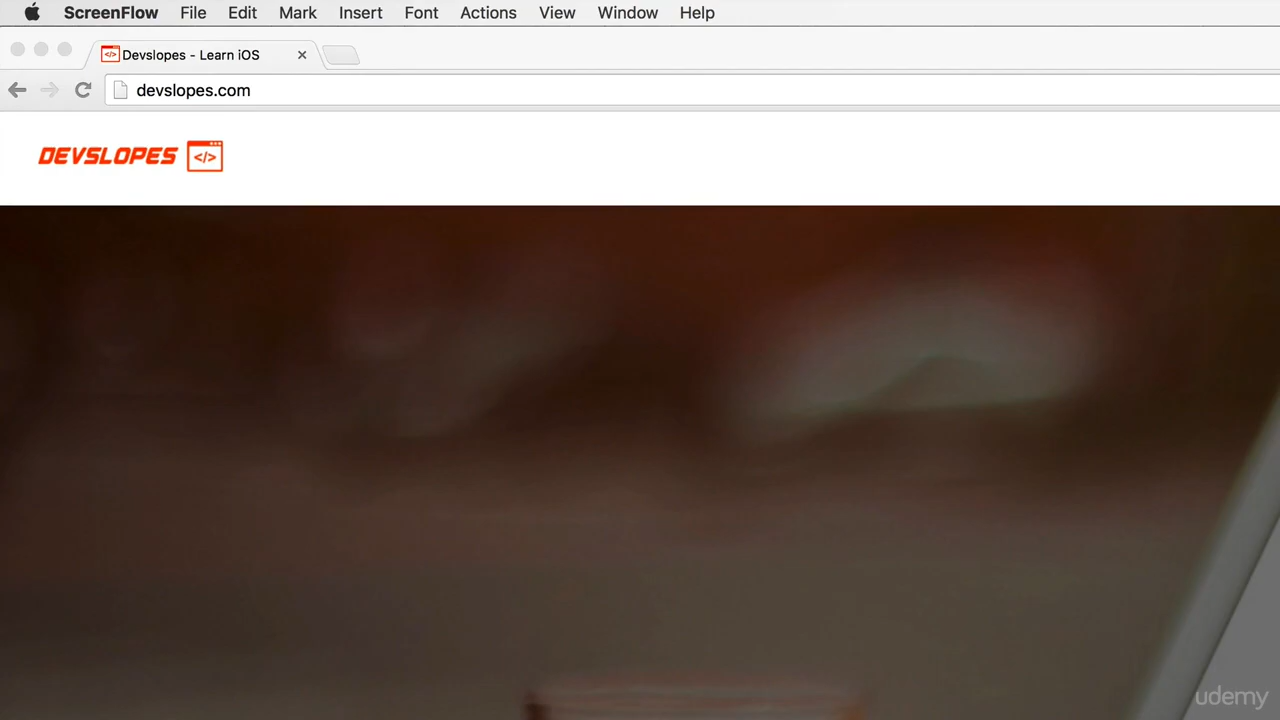 ScreenFlow File Edit Mark Insert Font Actions View Window Help
</> Devslopes - Learn iOS
devslopes.com
DEVSLOPES </>
udemy